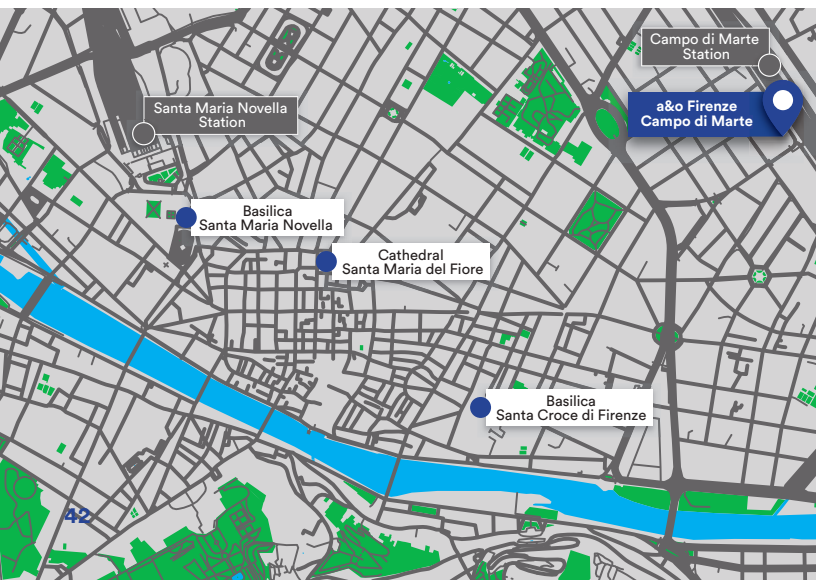 Campo di Marte
Station
a&o Firenze
Campo di Marte
Santa Maria Novella
Station
Basilica
Santa Maria Novella
Cathedral
Santa Maria del Fiore
Basilica
Santa Croce di Firenze
42